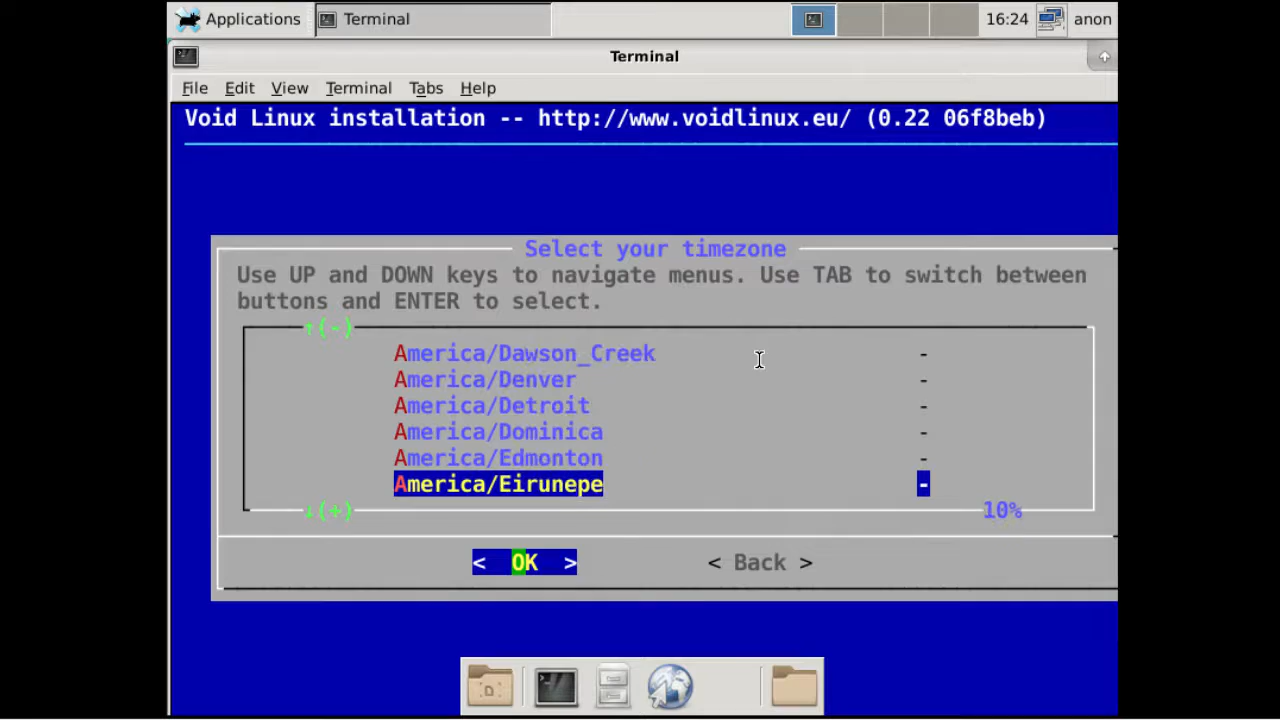 Applications Terminal 16:24 anon
Terminal
File Edit View Terminal Tabs Help
Void Linux installation -- http://www.voidlinux.eu/ (0.22 06f8beb)
Select your timezone
Use UP and DOWN keys to navigate menus. Use TAB to switch between
buttons and ENTER to select.
↑(-)
America/Dawson_Creek -
America/Denver -
America/Detroit -
America/Dominica -
America/Edmonton -
America/Eirunepe -
↓(+) 10%
< OK > < Back >